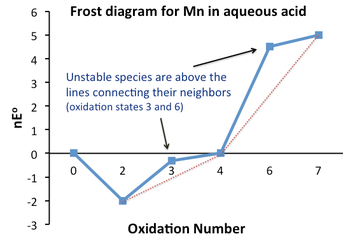 Frost diagram for Mn in aqueous acid
6
5
4
3
2
1
0
-1
-2
-3
nEº
Unstable species are above the
lines connecting their neighbors
(oxidation states 3 and 6)
0 2 3 4 6 7
Oxidation Number